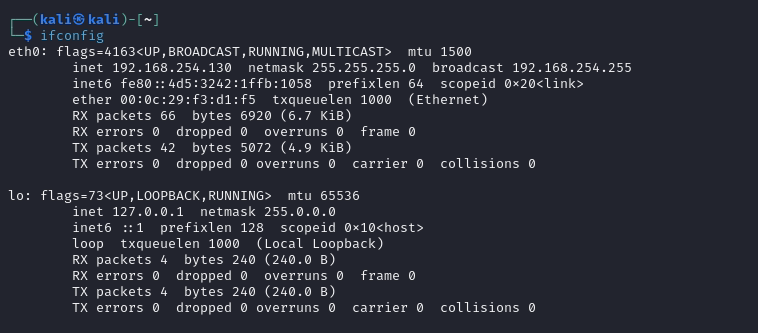 ┌──(kali㉿kali)-[~]
└─$ ifconfig
eth0: flags=4163<UP,BROADCAST,RUNNING,MULTICAST>  mtu 1500
        inet 192.168.254.130  netmask 255.255.255.0  broadcast 192.168.254.255
        inet6 fe80::4d5:3242:1ffb:1058  prefixlen 64  scopeid 0x20<link>
        ether 00:0c:29:f3:d1:f5  txqueuelen 1000  (Ethernet)
        RX packets 66  bytes 6920 (6.7 KiB)
        RX errors 0  dropped 0  overruns 0  frame 0
        TX packets 42  bytes 5072 (4.9 KiB)
        TX errors 0  dropped 0 overruns 0  carrier 0  collisions 0

lo: flags=73<UP,LOOPBACK,RUNNING>  mtu 65536
        inet 127.0.0.1  netmask 255.0.0.0
        inet6 ::1  prefixlen 128  scopeid 0x10<host>
        loop  txqueuelen 1000  (Local Loopback)
        RX packets 4  bytes 240 (240.0 B)
        RX errors 0  dropped 0  overruns 0  frame 0
        TX packets 4  bytes 240 (240.0 B)
        TX errors 0  dropped 0 overruns 0  carrier 0  collisions 0